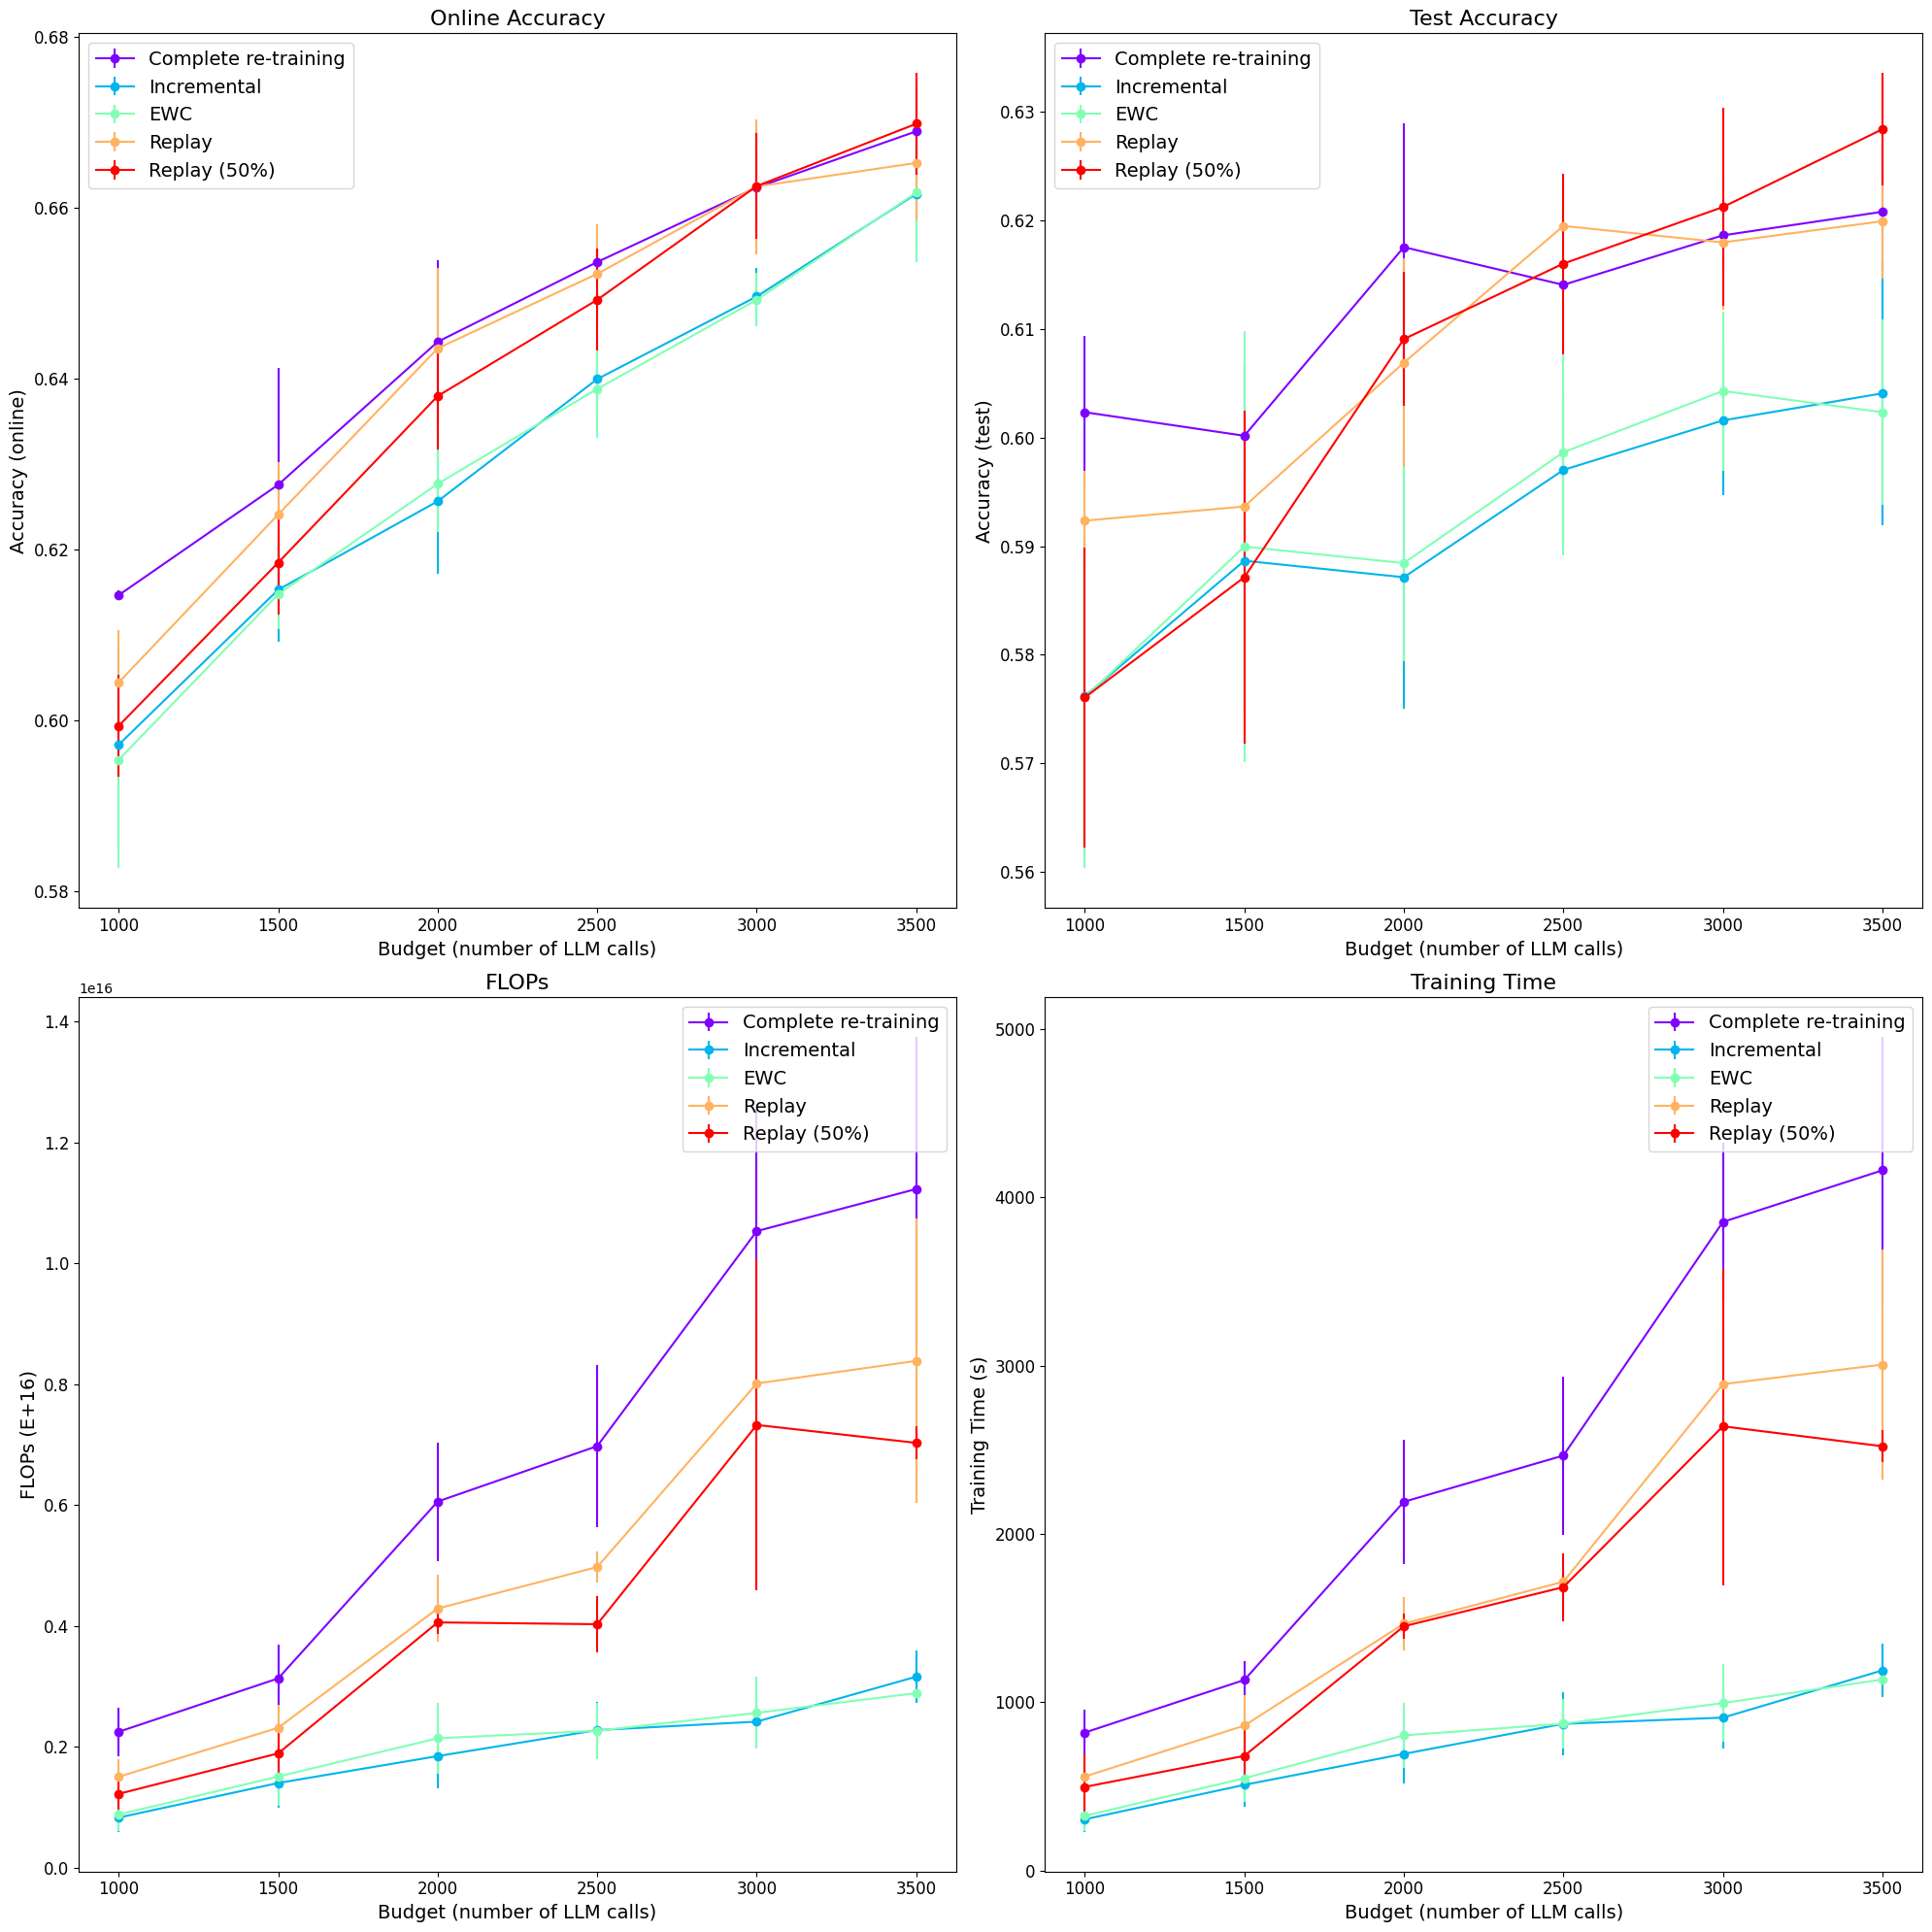 Online Accuracy
Accuracy (online)
0.68
0.66
0.64
0.62
0.60
0.58
Complete re-training
Incremental
EWC
Replay
Replay (50%)
1000 1500 2000 2500 3000 3500
Budget (number of LLM calls)
Test Accuracy
Accuracy (test)
0.63
0.62
0.61
0.60
0.59
0.58
0.57
0.56
Complete re-training
Incremental
EWC
Replay
Replay (50%)
1000 1500 2000 2500 3000 3500
Budget (number of LLM calls)
FLOPs
1e16
FLOPs (E+16)
1.4
1.2
1.0
0.8
0.6
0.4
0.2
0.0
Complete re-training
Incremental
EWC
Replay
Replay (50%)
1000 1500 2000 2500 3000 3500
Budget (number of LLM calls)
Training Time
Training Time (s)
5000
4000
3000
2000
1000
0
Complete re-training
Incremental
EWC
Replay
Replay (50%)
1000 1500 2000 2500 3000 3500
Budget (number of LLM calls)